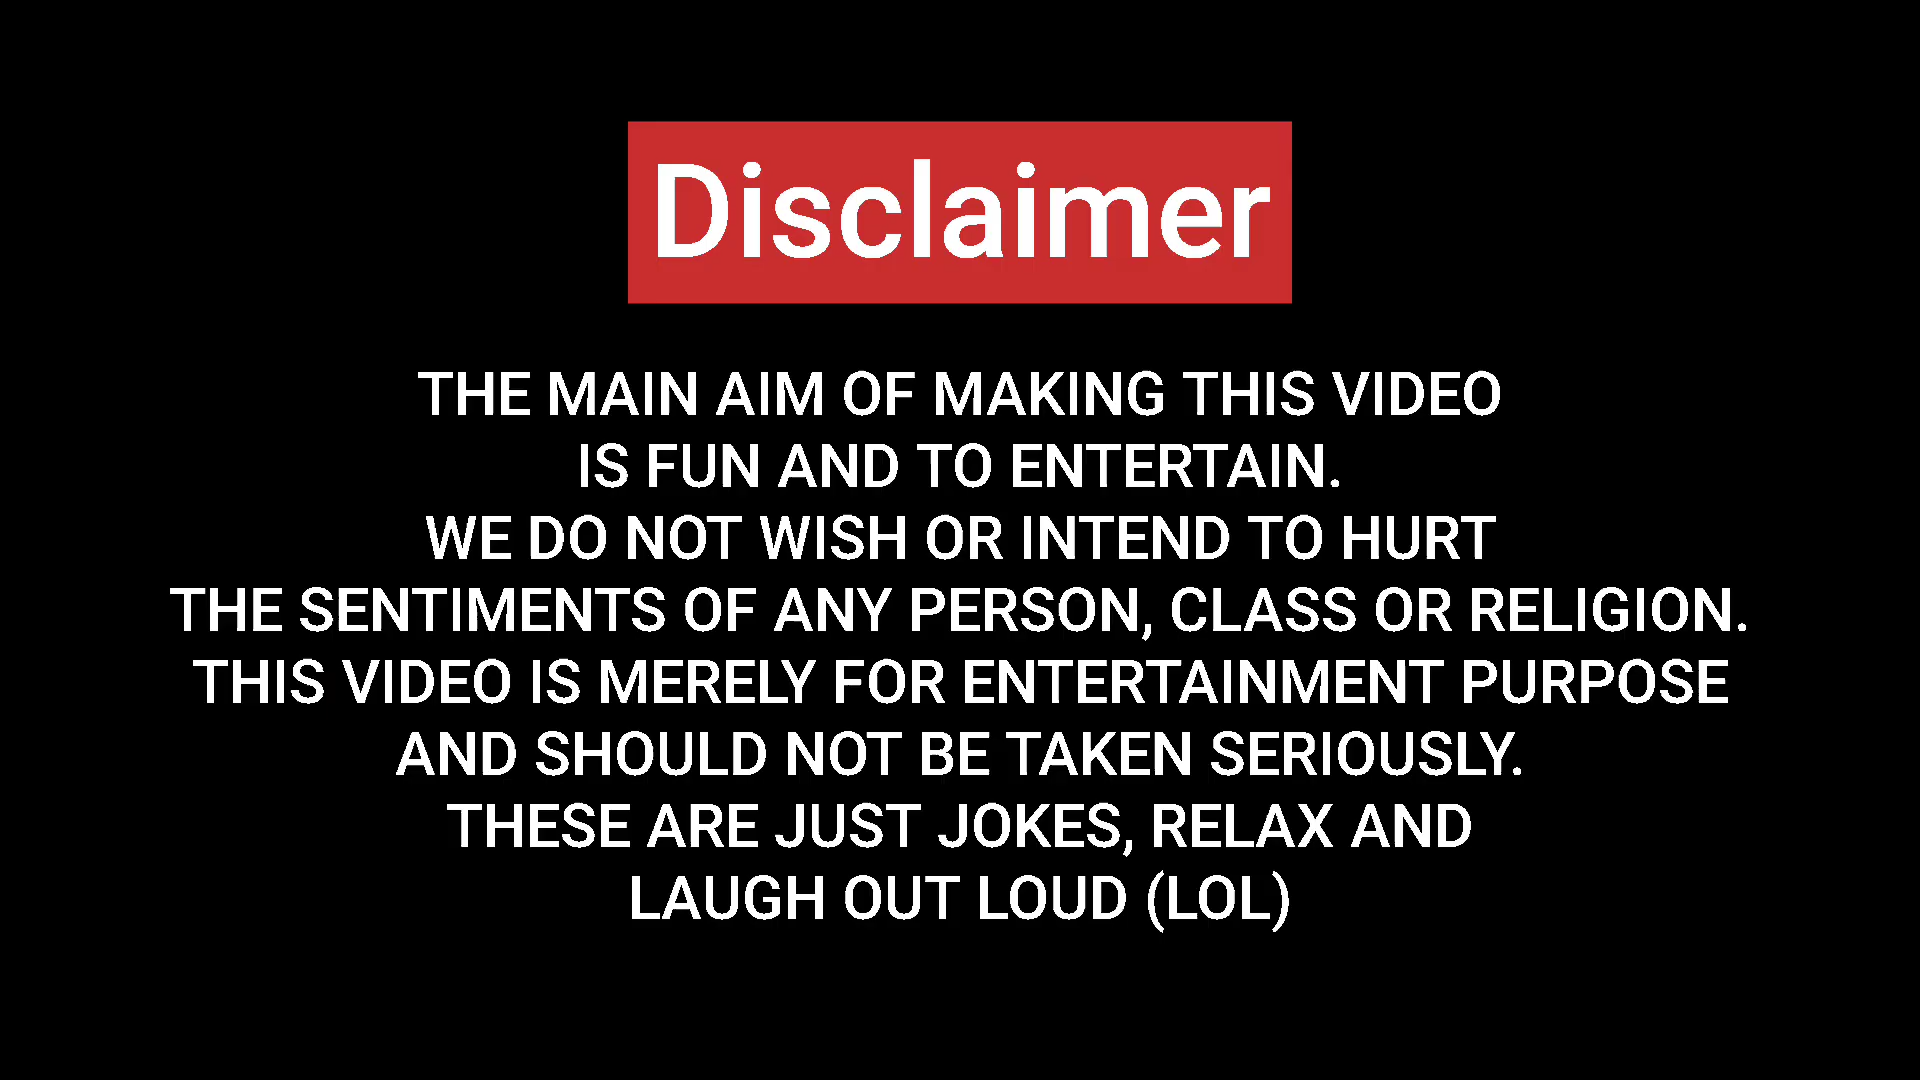 Disclaimer
THE MAIN AIM OF MAKING THIS VIDEO
IS FUN AND TO ENTERTAIN.
WE DO NOT WISH OR INTEND TO HURT
THE SENTIMENTS OF ANY PERSON, CLASS OR RELIGION.
THIS VIDEO IS MERELY FOR ENTERTAINMENT PURPOSE
AND SHOULD NOT BE TAKEN SERIOUSLY.
THESE ARE JUST JOKES, RELAX AND
LAUGH OUT LOUD (LOL)